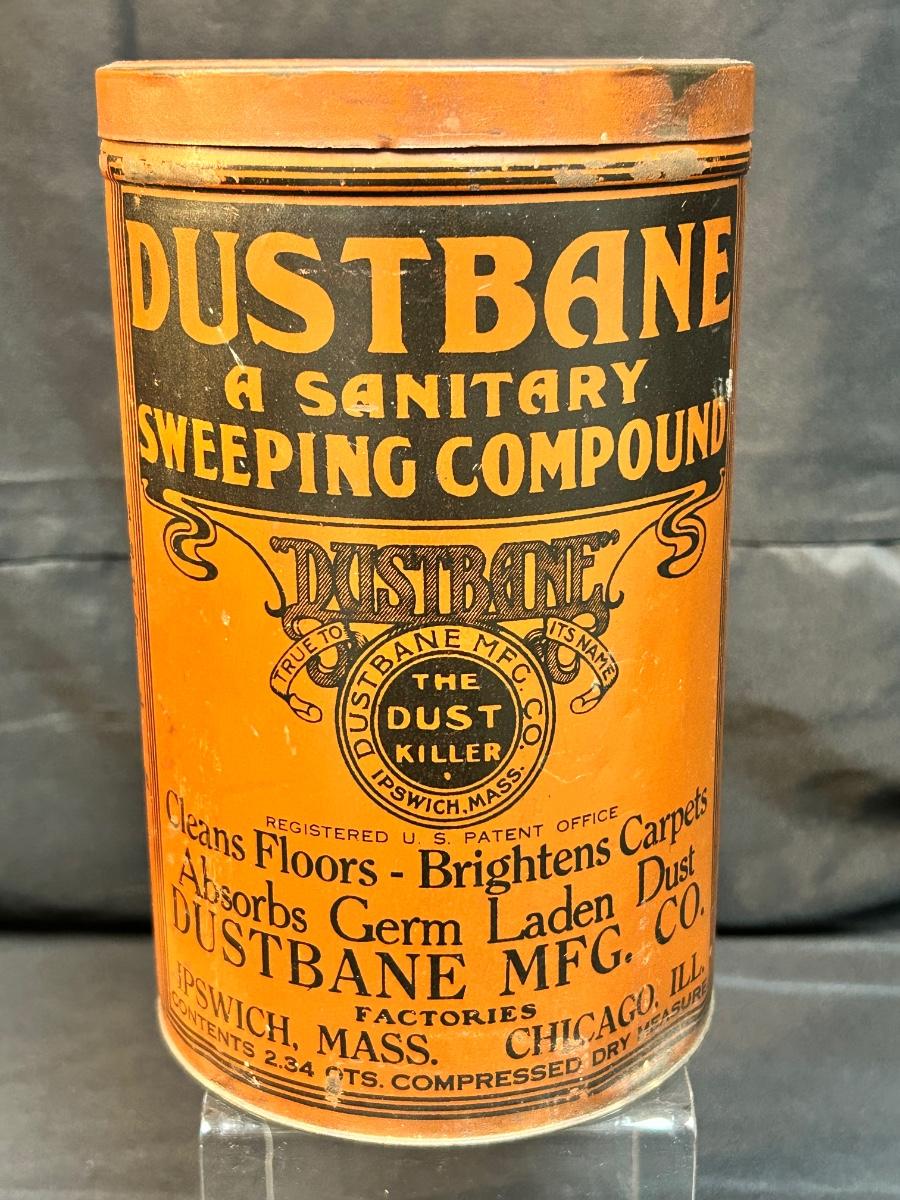 DUSTBANE
A SANITARY
SWEEPING COMPOUND
"DUSTBANE"
TRUE TO ITS NAME
DUSTBANE MFG. CO.
THE
DUST
KILLER
IPSWICH, MASS.
REGISTERED U. S. PATENT OFFICE
Cleans Floors - Brightens Carpets
Absorbs Germ Laden Dust
DUSTBANE MFG. CO.
FACTORIES
IPSWICH, MASS. CHICAGO, ILL.
CONTENTS 2.34 QTS. COMPRESSED DRY MEASURE